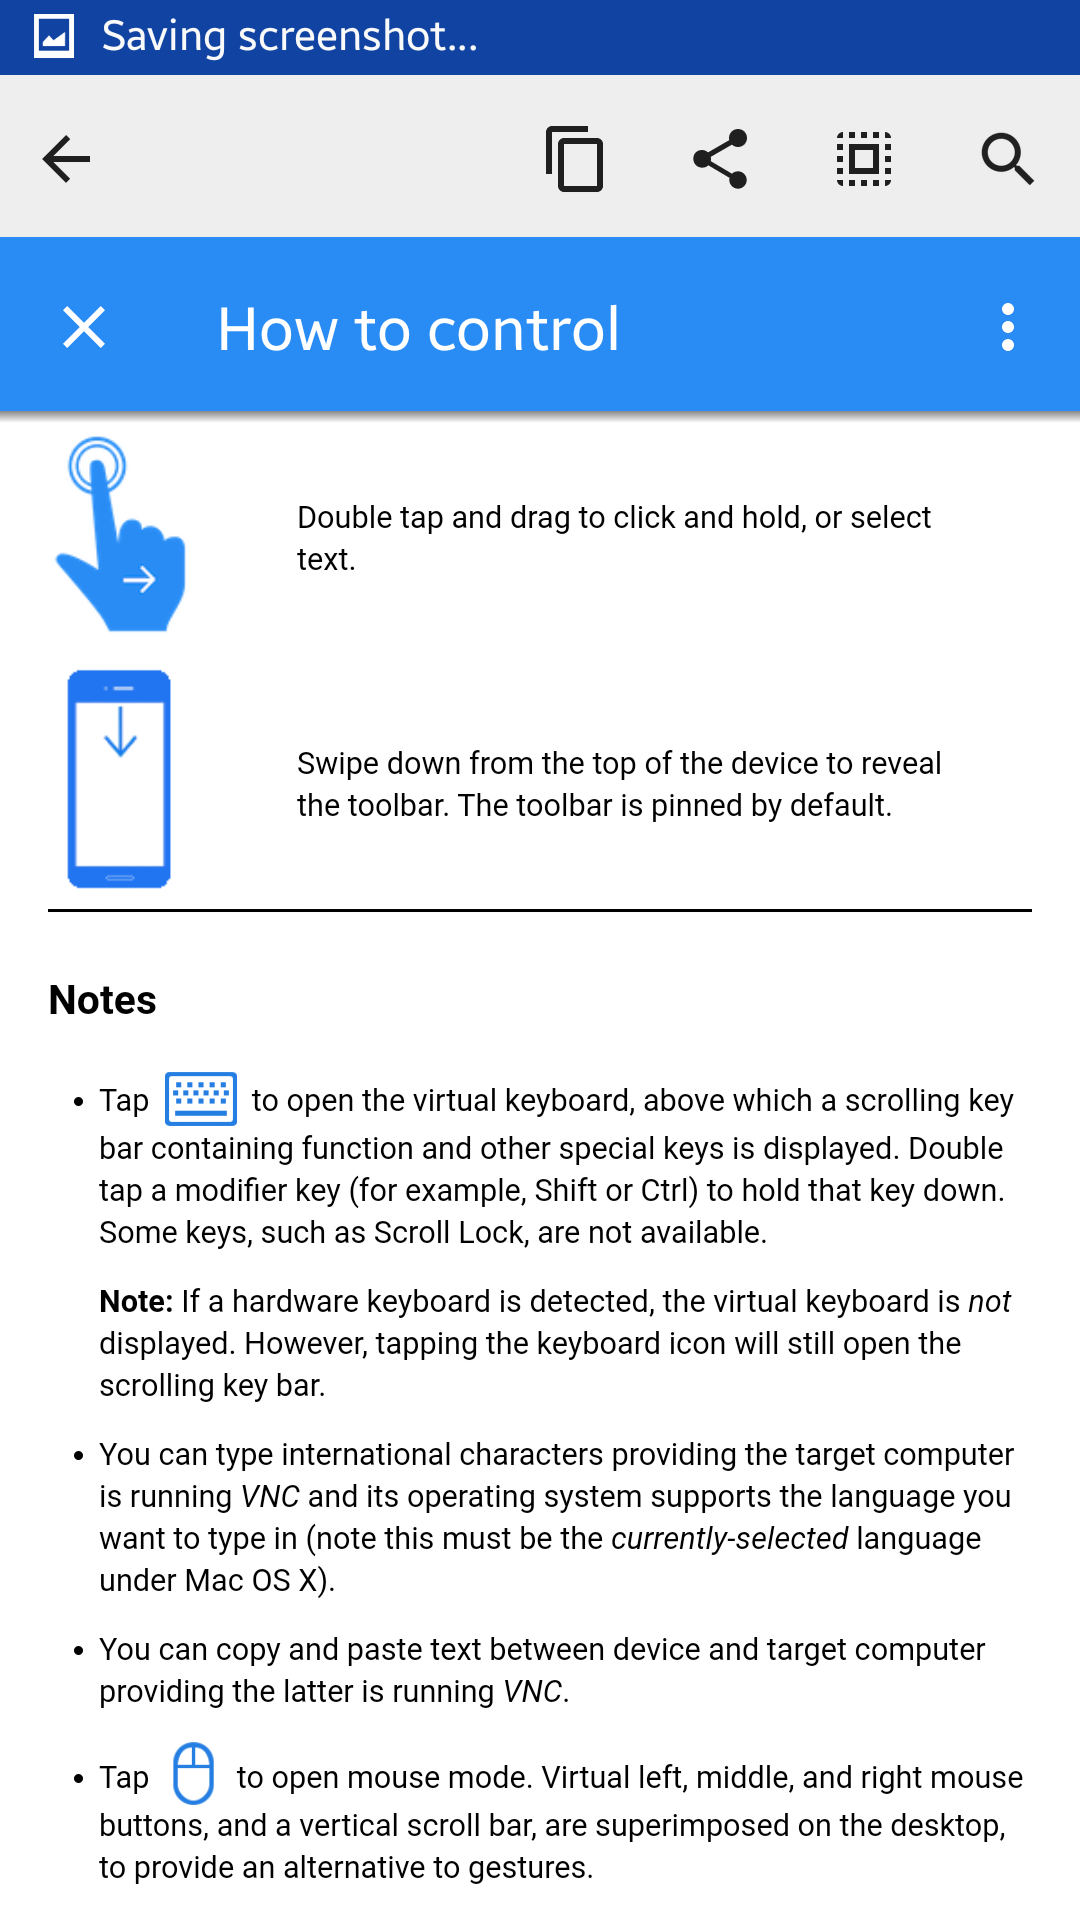 Saving screenshot...
How to control
Double tap and drag to click and hold, or select
text.
Swipe down from the top of the device to reveal
the toolbar. The toolbar is pinned by default.
Notes
• Tap to open the virtual keyboard, above which a scrolling key
bar containing function and other special keys is displayed. Double
tap a modifier key (for example, Shift or Ctrl) to hold that key down.
Some keys, such as Scroll Lock, are not available.
Note: If a hardware keyboard is detected, the virtual keyboard is not
displayed. However, tapping the keyboard icon will still open the
scrolling key bar.
• You can type international characters providing the target computer
is running VNC and its operating system supports the language you
want to type in (note this must be the currently-selected language
under Mac OS X).
• You can copy and paste text between device and target computer
providing the latter is running VNC.
• Tap to open mouse mode. Virtual left, middle, and right mouse
buttons, and a vertical scroll bar, are superimposed on the desktop,
to provide an alternative to gestures.